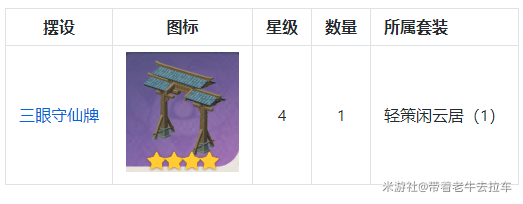 摆设 图标 星级 数量 所属套装
三眼守仙牌 4 1 轻策闲云居（1）
米游社@带着老牛去拉车